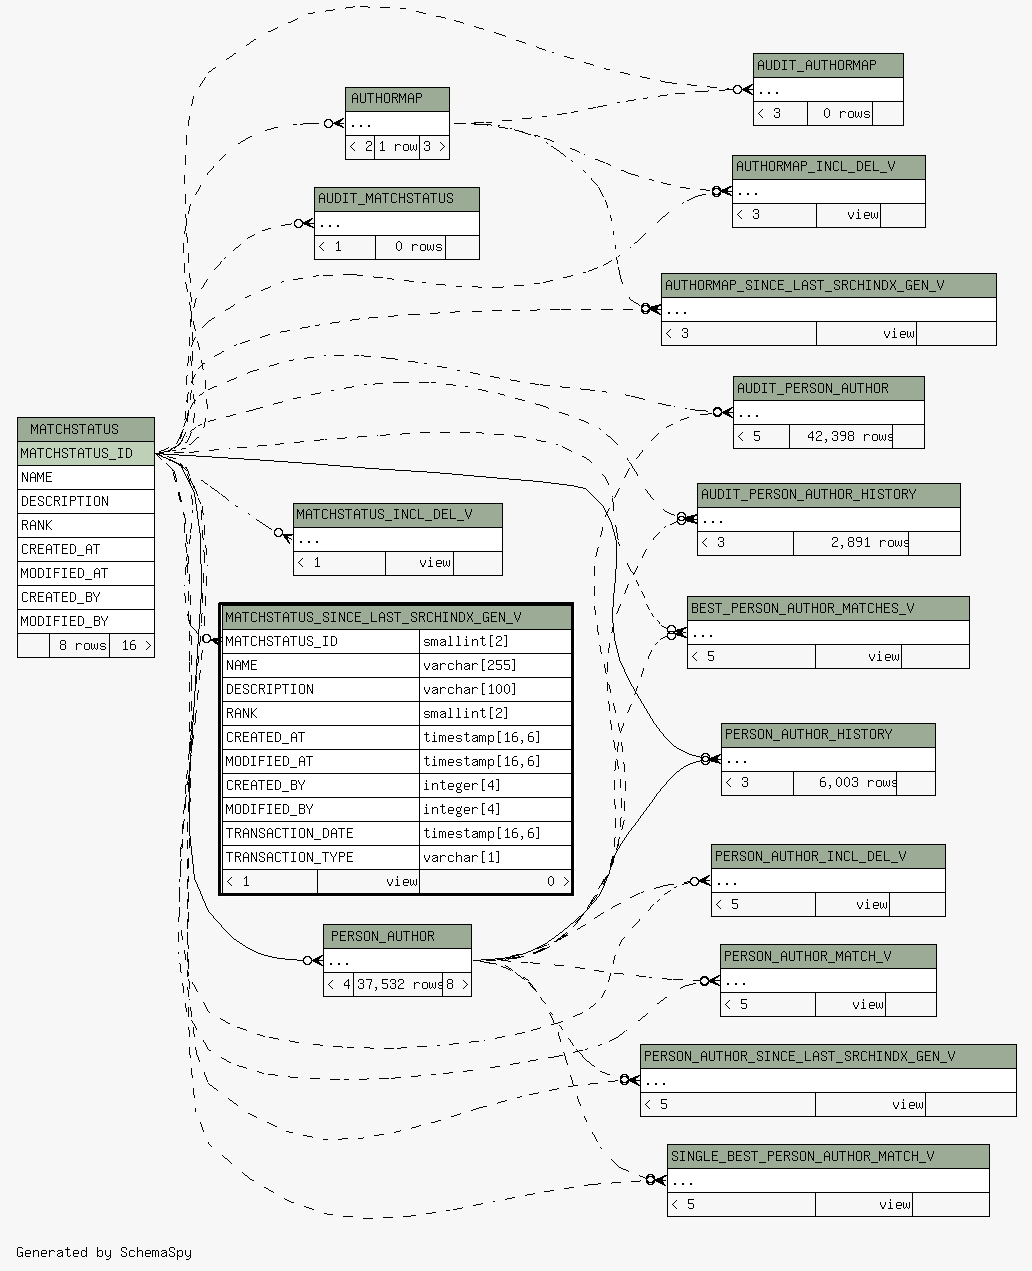 AUDIT_AUTHORMAP
...
< 3 0 rows
AUTHORMAP
...
< 2 1 row 3 >
AUTHORMAP_INCL_DEL_V
...
< 3 view
AUDIT_MATCHSTATUS
...
< 1 0 rows
AUTHORMAP_SINCE_LAST_SRCHINDX_GEN_V
...
< 3 view
AUDIT_PERSON_AUTHOR
...
< 5 42,398 rows
MATCHSTATUS
MATCHSTATUS_ID
NAME
DESCRIPTION
RANK
CREATED_AT
MODIFIED_AT
CREATED_BY
MODIFIED_BY
8 rows 16 >
AUDIT_PERSON_AUTHOR_HISTORY
...
< 3 2,891 rows
MATCHSTATUS_INCL_DEL_V
...
< 1 view
BEST_PERSON_AUTHOR_MATCHES_V
...
< 5 view
MATCHSTATUS_SINCE_LAST_SRCHINDX_GEN_V
MATCHSTATUS_ID smallint[2]
NAME varchar[255]
DESCRIPTION varchar[100]
RANK smallint[2]
CREATED_AT timestamp[16,6]
MODIFIED_AT timestamp[16,6]
CREATED_BY integer[4]
MODIFIED_BY integer[4]
TRANSACTION_DATE timestamp[16,6]
TRANSACTION_TYPE varchar[1]
< 1 view 0 >
PERSON_AUTHOR_HISTORY
...
< 3 6,003 rows
PERSON_AUTHOR_INCL_DEL_V
...
< 5 view
PERSON_AUTHOR
...
< 4 37,532 rows 8 >
PERSON_AUTHOR_MATCH_V
...
< 5 view
PERSON_AUTHOR_SINCE_LAST_SRCHINDX_GEN_V
...
< 5 view
SINGLE_BEST_PERSON_AUTHOR_MATCH_V
...
< 5 view
Generated by SchemaSpy